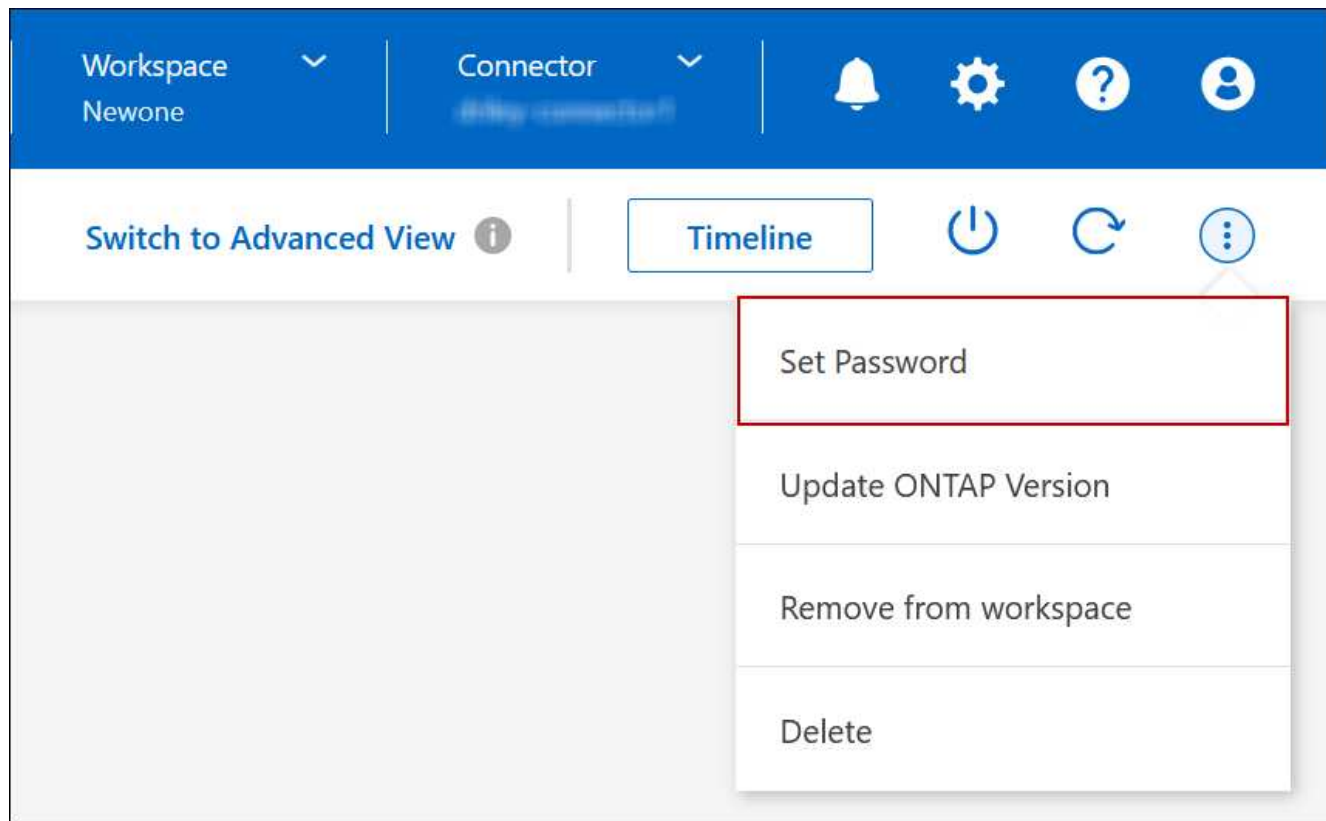 Workspace
Newone
Connector
Switch to Advanced View
Timeline
Set Password
Update ONTAP Version
Remove from workspace
Delete